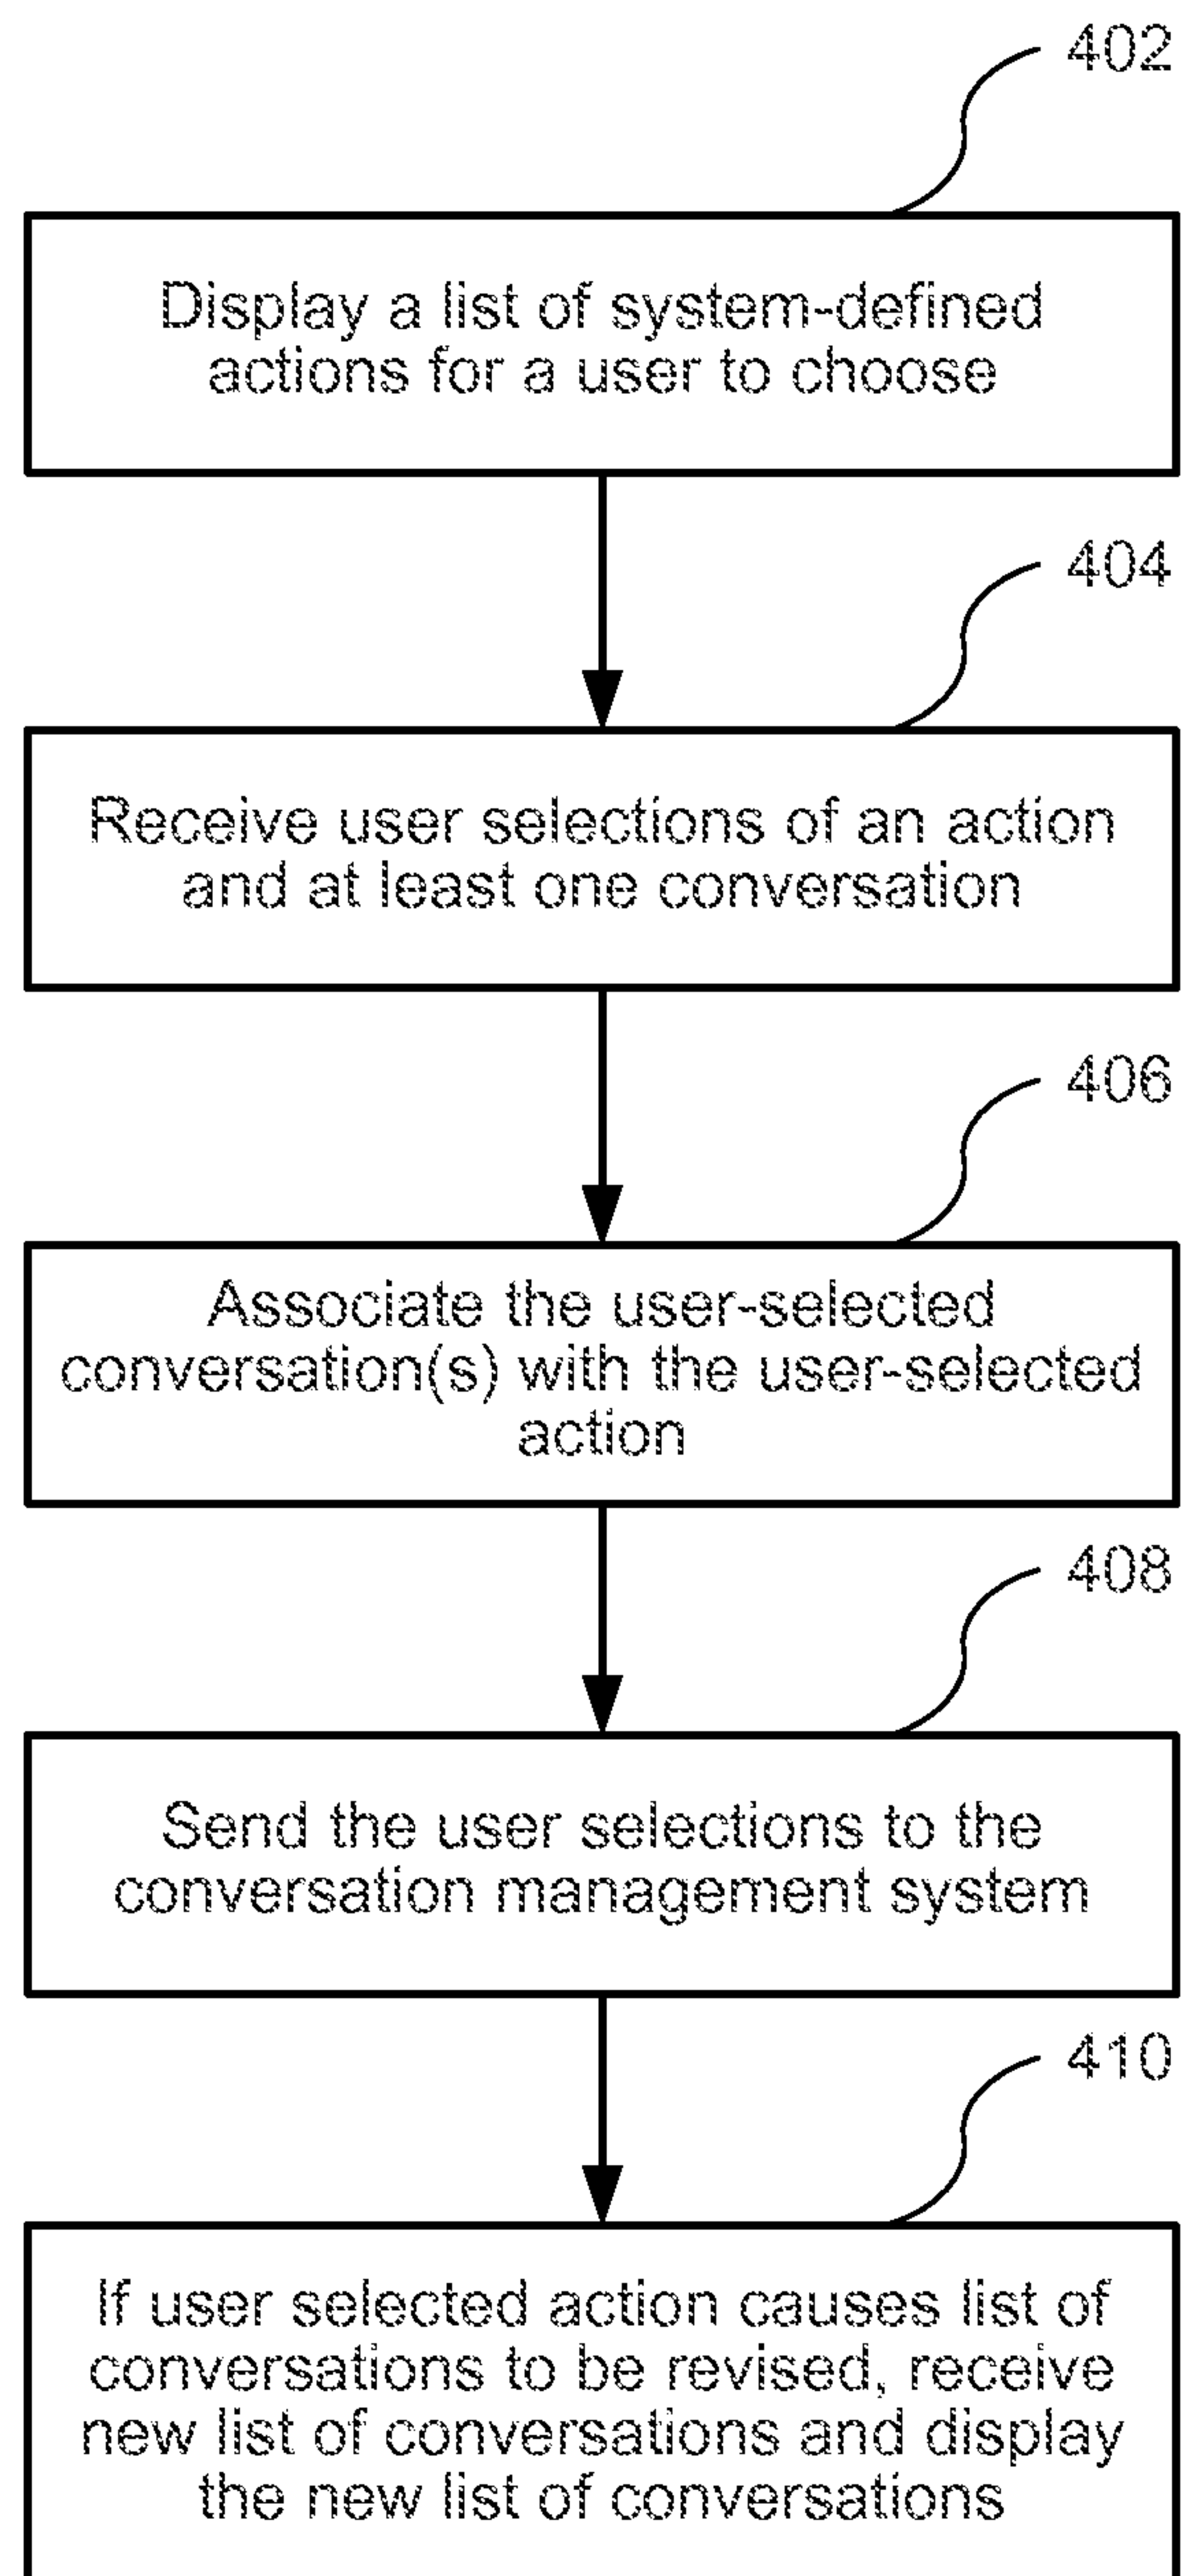 402
Display a list of system-defined
actions for a user to choose
404
Receive user selections of an action
and at least one conversation
406
Associate the user-selected
conversation(s) with the user-selected
action
408
Send the user selections to the
conversation management system
410
If user selected action causes list of
conversations to be revised, receive
new list of conversations and display
the new list of conversations